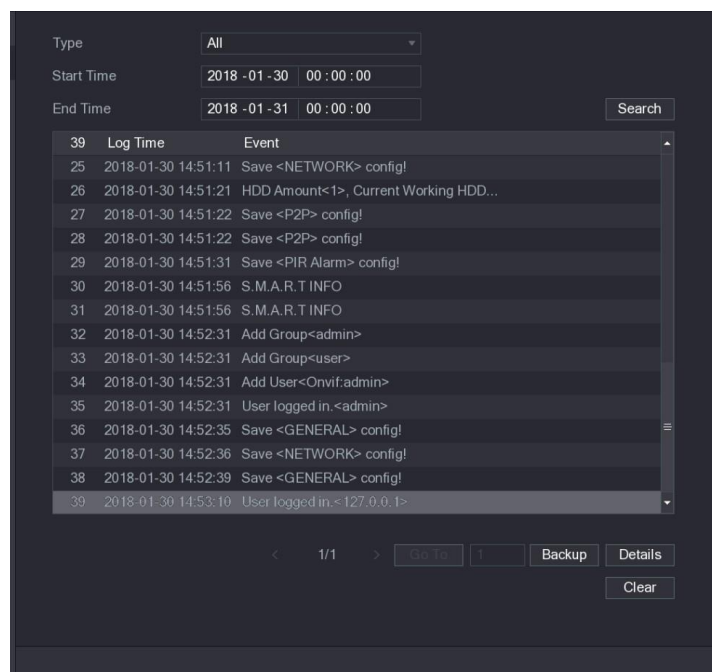 Type All
Start Time 2018 -01 -30 00 : 00 : 00
End Time 2018 -01 -31 00 : 00 : 00 Search
39 Log Time Event
25 2018-01-30 14:51:11 Save <NETWORK> config!
26 2018-01-30 14:51:21 HDD Amount<1>, Current Working HDD...
27 2018-01-30 14:51:22 Save <P2P> config!
28 2018-01-30 14:51:22 Save <P2P> config!
29 2018-01-30 14:51:31 Save <PIR Alarm> config!
30 2018-01-30 14:51:56 S.M.A.R.T INFO
31 2018-01-30 14:51:56 S.M.A.R.T INFO
32 2018-01-30 14:52:31 Add Group<admin>
33 2018-01-30 14:52:31 Add Group<user>
34 2018-01-30 14:52:31 Add User<Onvif:admin>
35 2018-01-30 14:52:31 User logged in.<admin>
36 2018-01-30 14:52:35 Save <GENERAL> config!
37 2018-01-30 14:52:36 Save <NETWORK> config!
38 2018-01-30 14:52:39 Save <GENERAL> config!
39 2018-01-30 14:53:10 User logged in.<127.0.0.1>
< 1/1 > Go To 1 Backup Details
Clear